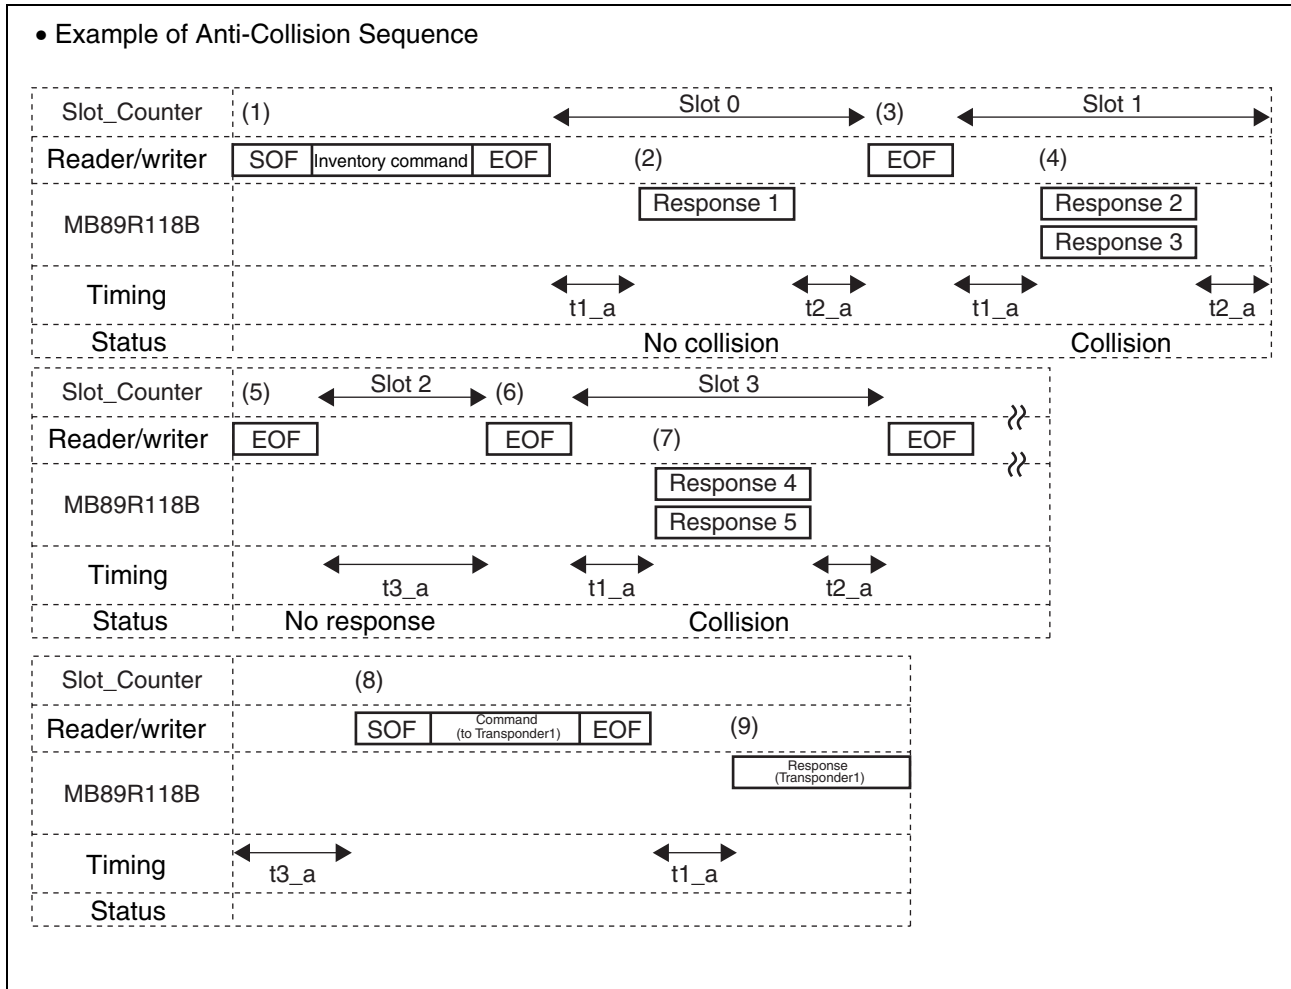 • Example of Anti-Collision Sequence
Slot_Counter (1) Slot 0 (3) Slot 1
Reader/writer SOF Inventory command EOF (2) EOF (4)
MB89R118B Response 1 Response 2
Response 3
Timing t1_a t2_a t1_a t2_a
Status No collision Collision
Slot_Counter (5) Slot 2 (6) Slot 3
Reader/writer EOF EOF (7) EOF
MB89R118B Response 4
Response 5
Timing t3_a t1_a t2_a
Status No response Collision
Slot_Counter (8)
Reader/writer SOF Command (to Transponder1) EOF (9)
MB89R118B Response (Transponder1)
Timing t3_a t1_a
Status